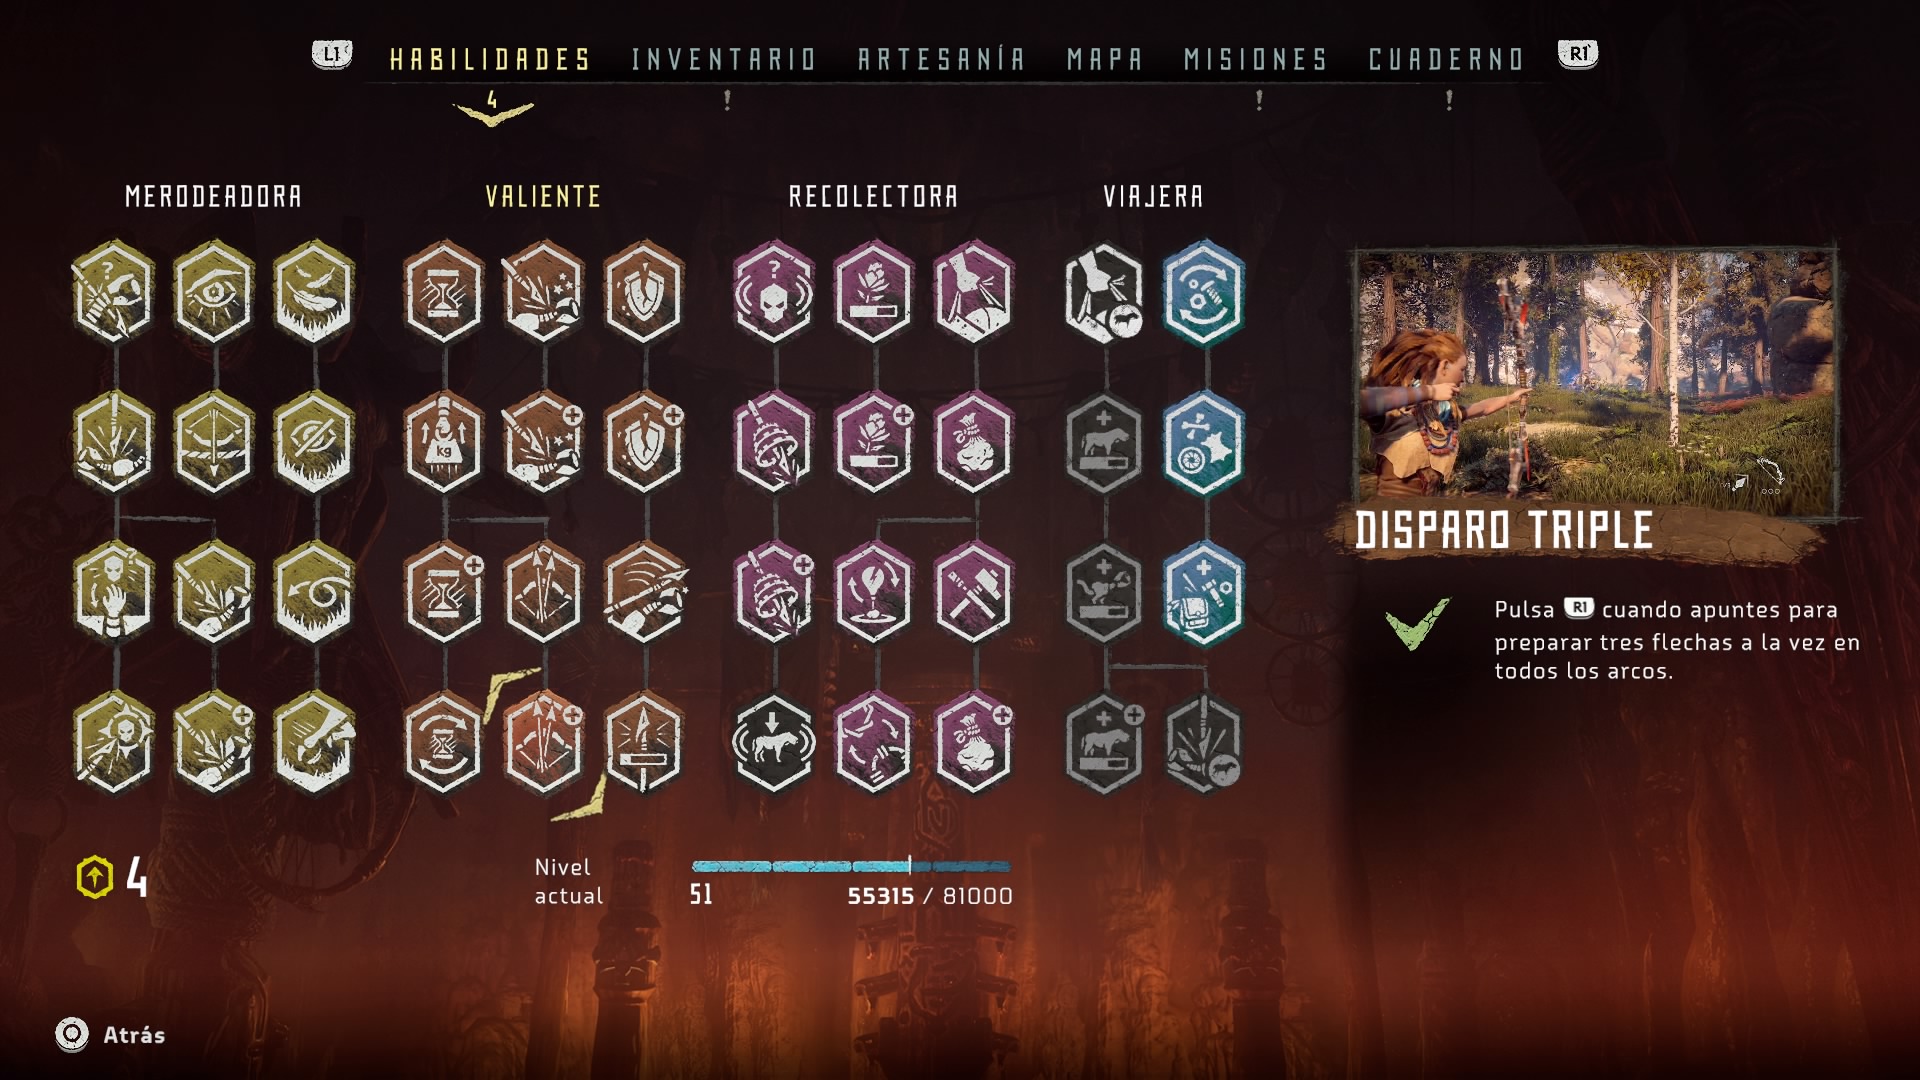 L1 HABILIDADES INVENTARIO ARTESANÍA MAPA MISIONES CUADERNO R1
4 ! ! !
MERODEADORA VALIENTE RECOLECTORA VIAJERA
kg
DISPARO TRIPLE
Pulsa R1 cuando apuntes para
preparar tres flechas a la vez en
todos los arcos.
4
Nivel
actual
51 55315 / 81000
Atrás